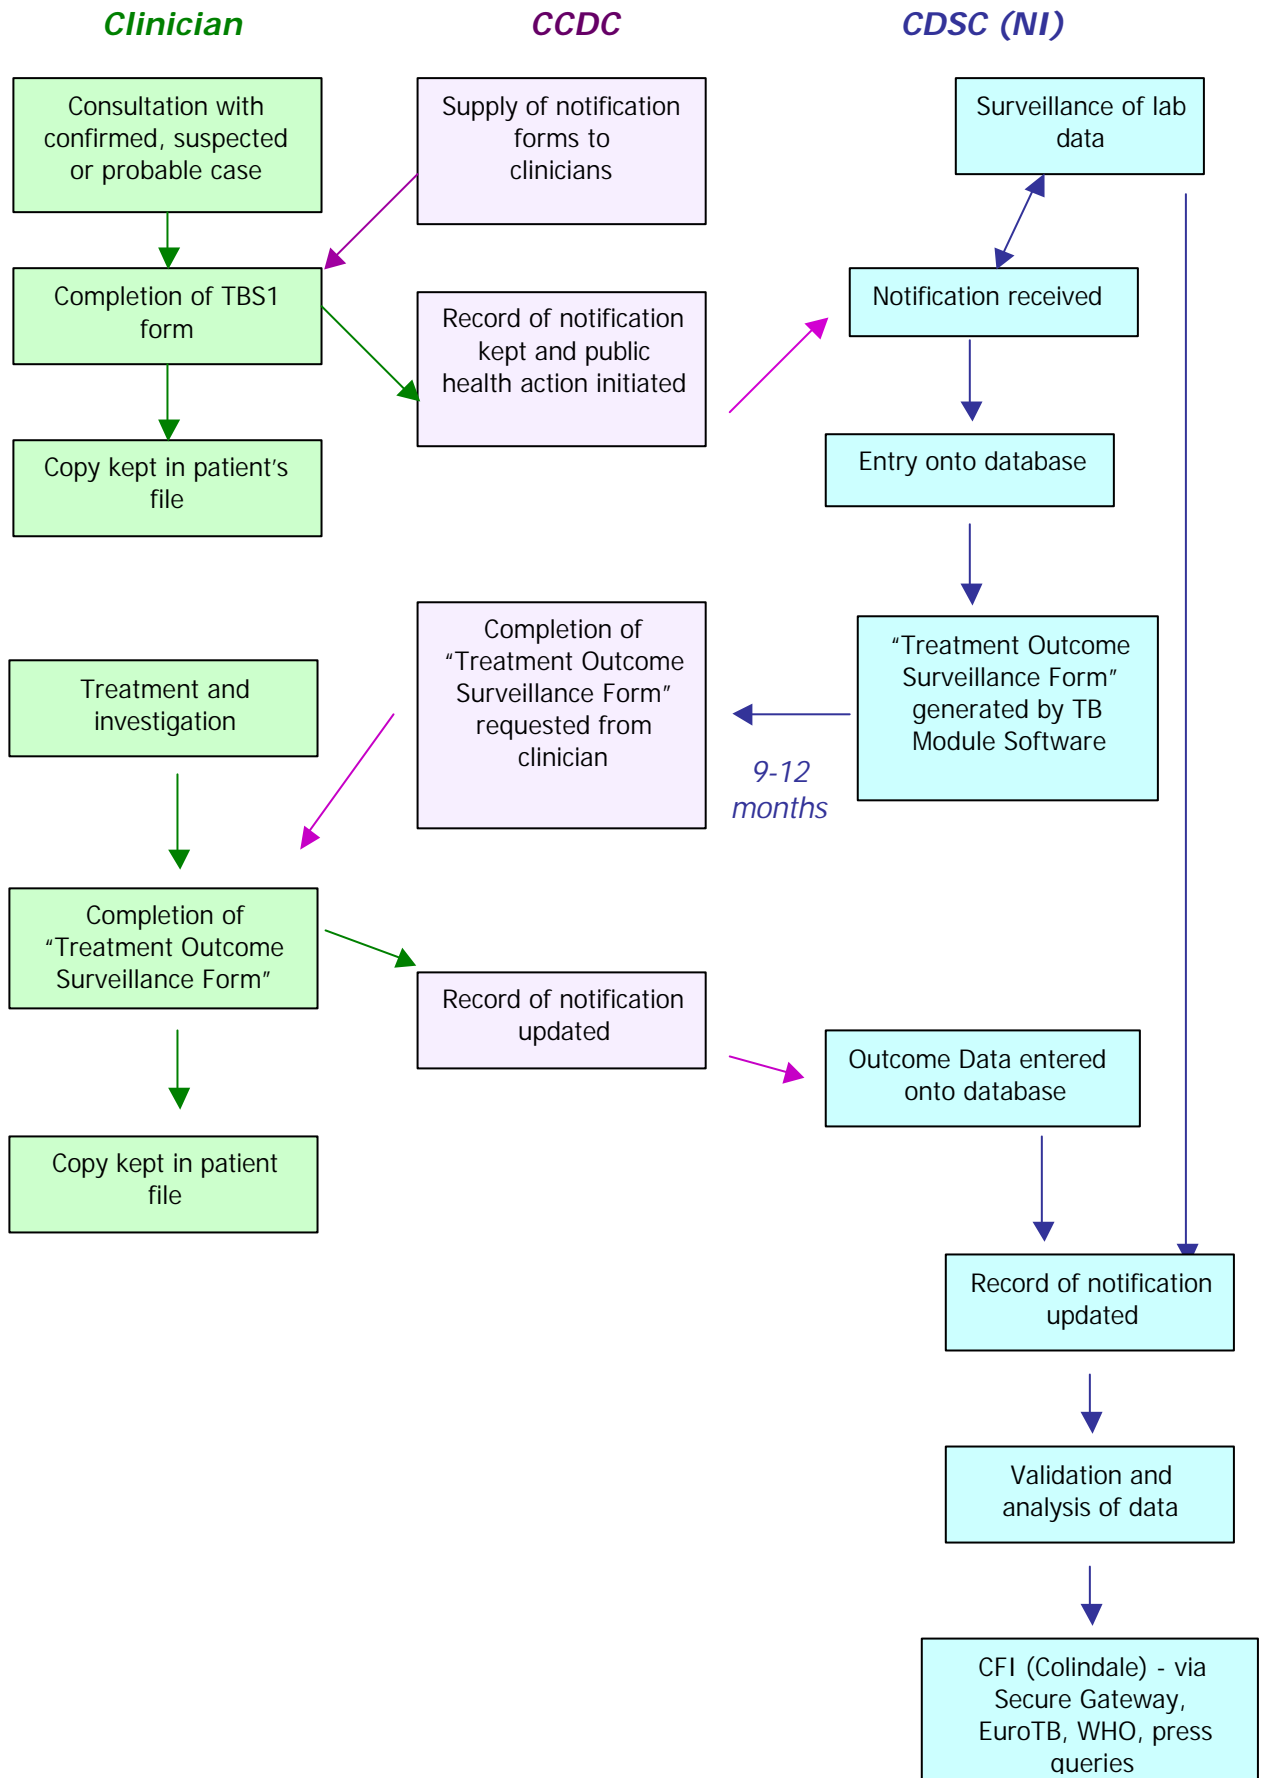 Clinician
CCDC
CDSC (NI)
Consultation with
confirmed, suspected
or probable case
Supply of notification
forms to
clinicians
Surveillance of lab
data
Completion of TBS1
form
Record of notification
kept and public
health action initiated
Notification received
Copy kept in patient's
file
Entry onto database
Treatment and
investigation
Completion of
"Treatment Outcome
Surveillance Form"
requested from
clinician
9-12
months
"Treatment Outcome
Surveillance Form"
generated by TB
Module Software
Completion of
"Treatment Outcome
Surveillance Form"
Record of notification
updated
Outcome Data entered
onto database
Copy kept in patient
file
Record of notification
updated
Validation and
analysis of data
CFI (Colindale) - via
Secure Gateway,
EuroTB, WHO, press
queries